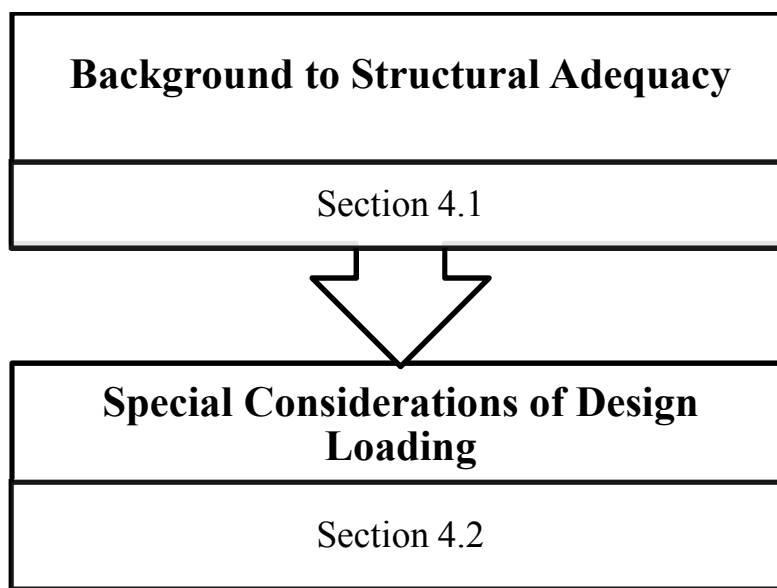 Background to Structural Adequacy
Section 4.1
Special Considerations of Design
Loading
Section 4.2